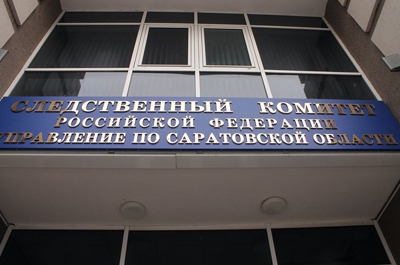 СЛЕДСТВЕННЫЙ КОМИТЕТ
РОССИЙСКОЙ ФЕДЕРАЦИИ
УПРАВЛЕНИЕ ПО САРАТОВСКОЙ ОБЛАСТИ